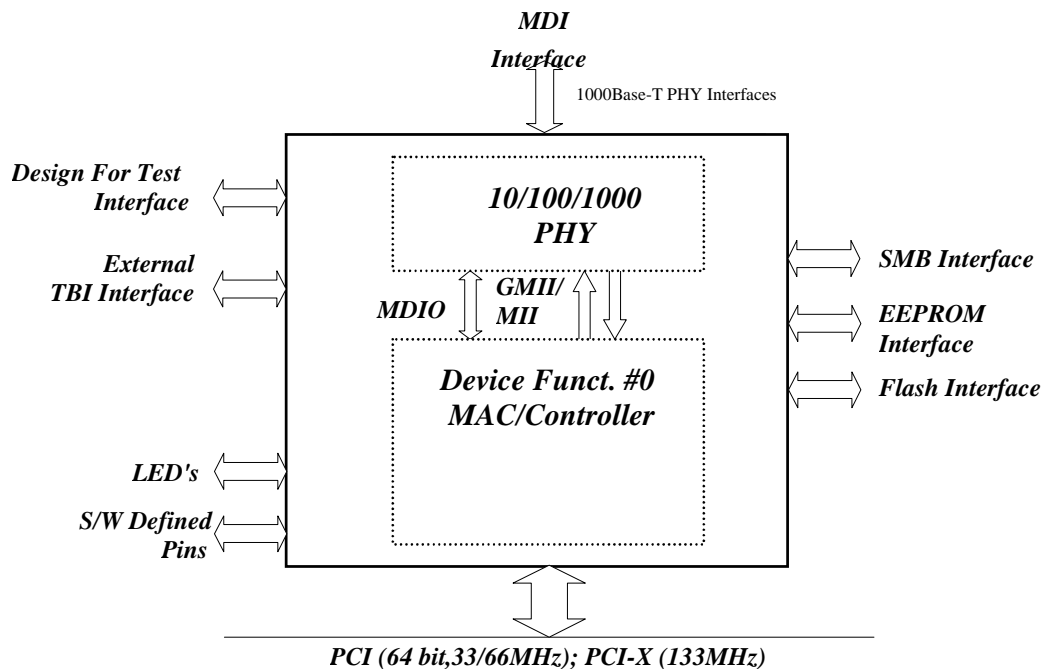 MDI
Interface
1000Base-T PHY Interfaces
Design For Test
Interface
10/100/1000
PHY
External
TBI Interface
SMB Interface
MDIO
GMII/
MII
EEPROM
Interface
Device Funct. #0
MAC/Controller
Flash Interface
LED's
S/W Defined
Pins
PCI (64 bit,33/66MHz); PCI-X (133MHz)